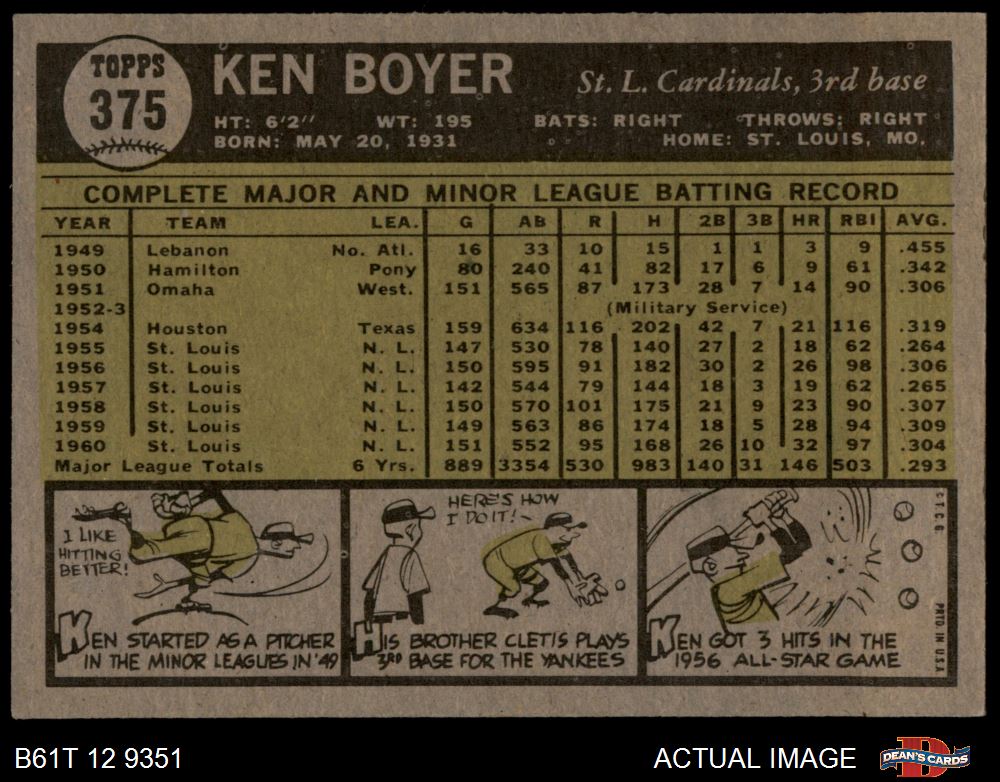 TOPPS
375
KEN BOYER
St. L. Cardinals, 3rd base
HT: 6'2" WT: 195 BATS: RIGHT THROWS: RIGHT
BORN: MAY 20, 1931 HOME: ST. LOUIS, MO.
COMPLETE MAJOR AND MINOR LEAGUE BATTING RECORD
YEAR TEAM LEA. G AB R H 2B 3B HR RBI AVG.
1949 Lebanon No. Atl. 16 33 10 15 1 1 3 9 .455
1950 Hamilton Pony 80 240 41 82 17 6 9 61 .342
1951 Omaha West. 151 565 87 173 28 7 14 90 .306
1952-3 (Military Service)
1954 Houston Texas 159 634 116 202 42 7 21 116 .319
1955 St. Louis N. L. 147 530 78 140 27 2 18 62 .264
1956 St. Louis N. L. 150 595 91 182 30 2 26 98 .306
1957 St. Louis N. L. 142 544 79 144 18 3 19 62 .265
1958 St. Louis N. L. 150 570 101 175 21 9 23 90 .307
1959 St. Louis N. L. 149 563 86 174 18 5 28 94 .309
1960 St. Louis N. L. 151 552 95 168 26 10 32 97 .304
Major League Totals 6 Yrs. 889 3354 530 983 140 31 146 503 .293
I LIKE
HITTING
BETTER!
KEN STARTED AS A PITCHER
IN THE MINOR LEAGUES IN '49
HERE'S HOW
I DO IT!
HIS BROTHER CLETIS PLAYS
3RD BASE FOR THE YANKEES
KEN GOT 3 HITS IN THE
1956 ALL-STAR GAME
© T.C.G.
PRTD. IN U.S.A.
B61T 12 9351
ACTUAL IMAGE
DEAN'S CARDS